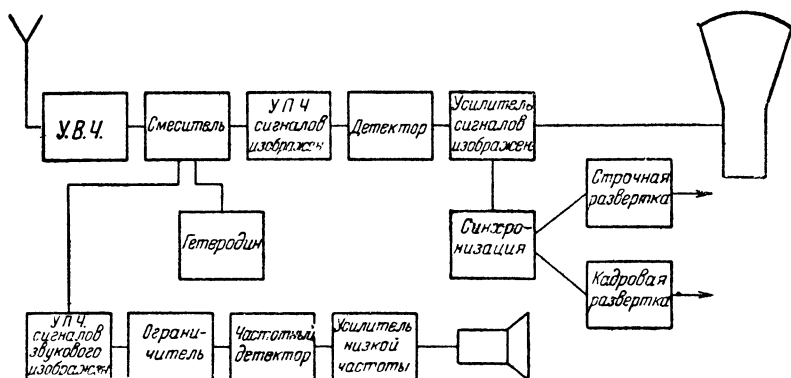 У.В.Ч.
Смеситель
УПЧ
сигналов
изображен
Детектор
Усилитель
сигналов
изображен.
Строчная
развертка
Гетеродин
Синхро-
низация
Кадровая
развертка
УПЧ.
сигналов
звукового
изображен
Ограни-
читель
Частотный
детектор
Усилитель
низкой
частоты